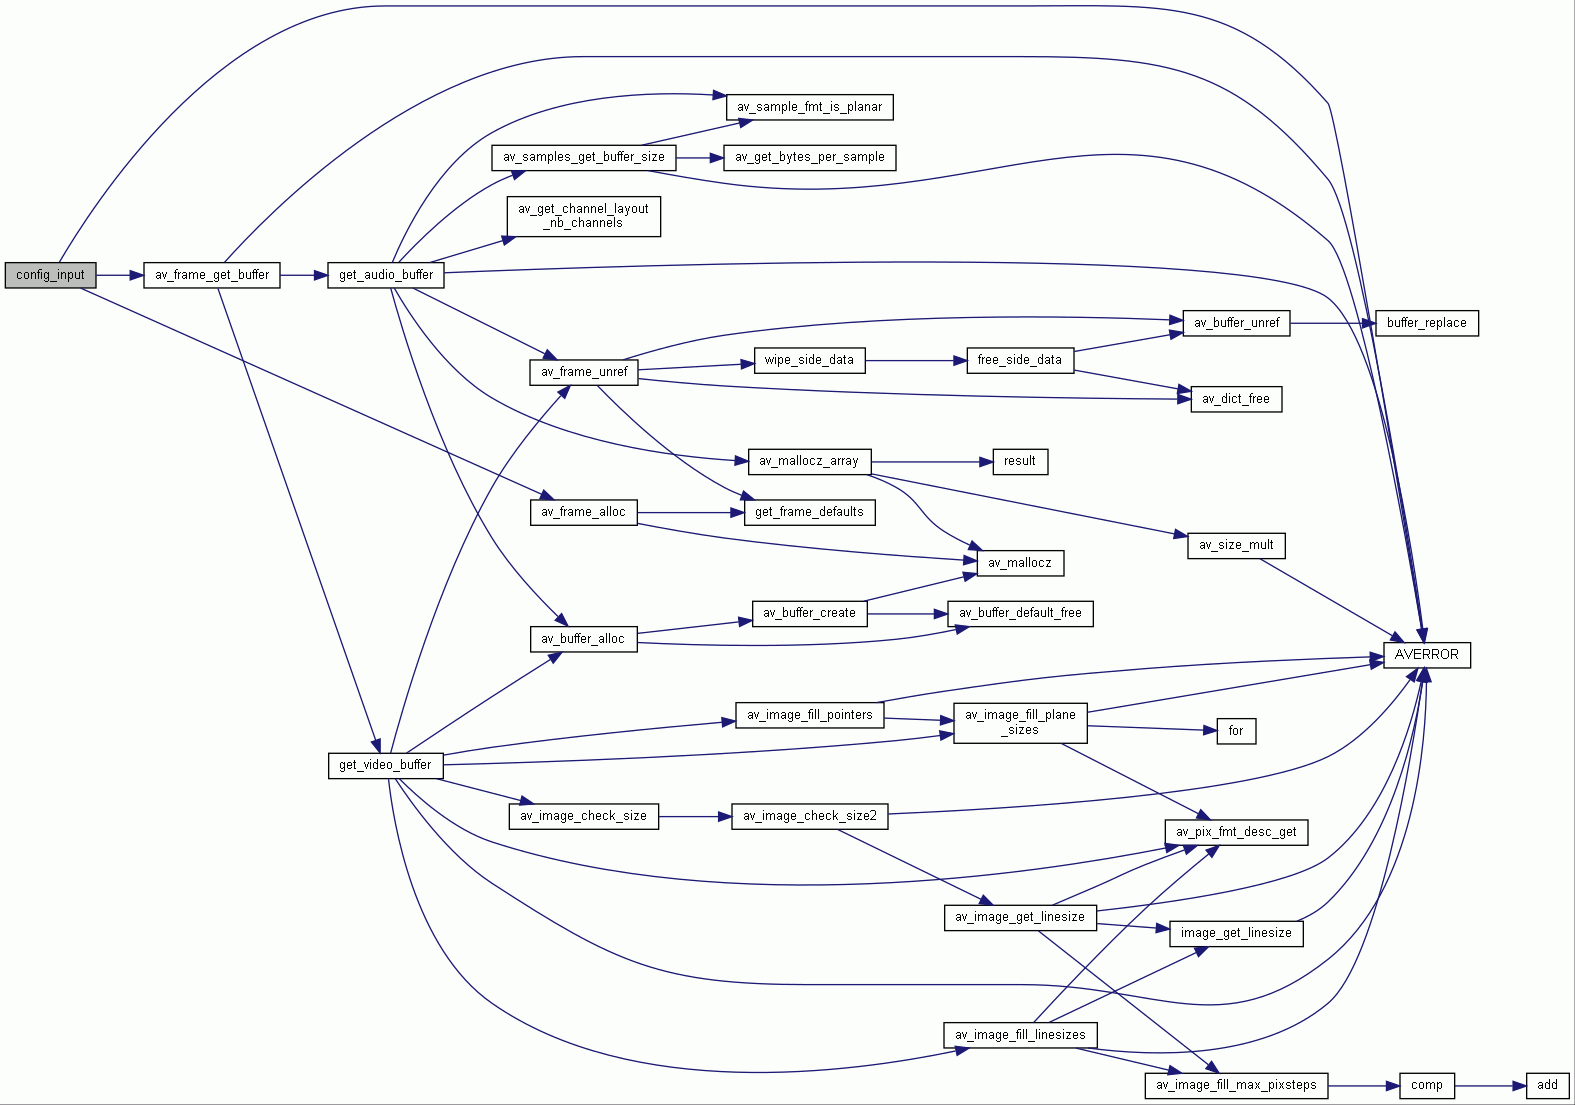 av_sample_fmt_is_planar
av_samples_get_buffer_size
av_get_bytes_per_sample
av_get_channel_layout
_nb_channels
config_input
av_frame_get_buffer
get_audio_buffer
av_buffer_unref
buffer_replace
wipe_side_data
free_side_data
av_frame_unref
av_dict_free
av_mallocz_array
result
av_frame_alloc
get_frame_defaults
av_size_mult
av_mallocz
av_buffer_create
av_buffer_default_free
av_buffer_alloc
AVERROR
av_image_fill_pointers
av_image_fill_plane
_sizes
for
get_video_buffer
av_image_check_size
av_image_check_size2
av_pix_fmt_desc_get
av_image_get_linesize
image_get_linesize
av_image_fill_linesizes
av_image_fill_max_pixsteps
comp
add